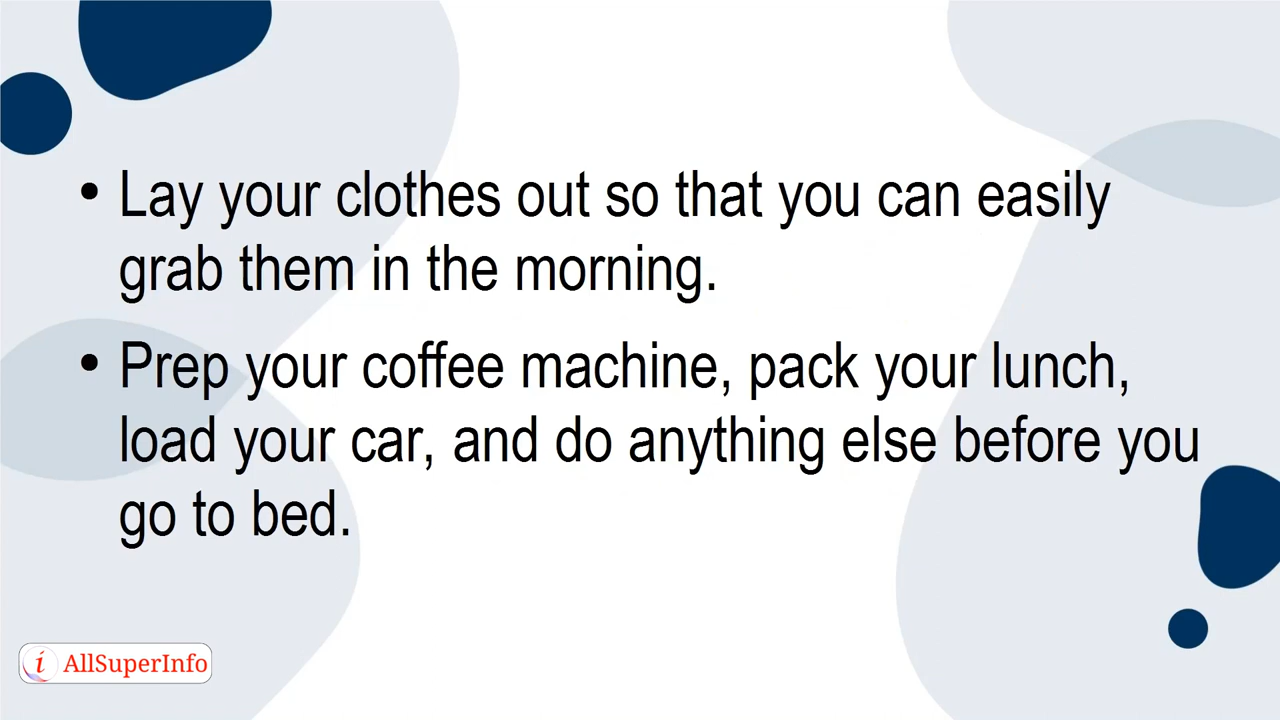 • Lay your clothes out so that you can easily
grab them in the morning.
• Prep your coffee machine, pack your lunch,
load your car, and do anything else before you
go to bed.
i AllSuperInfo